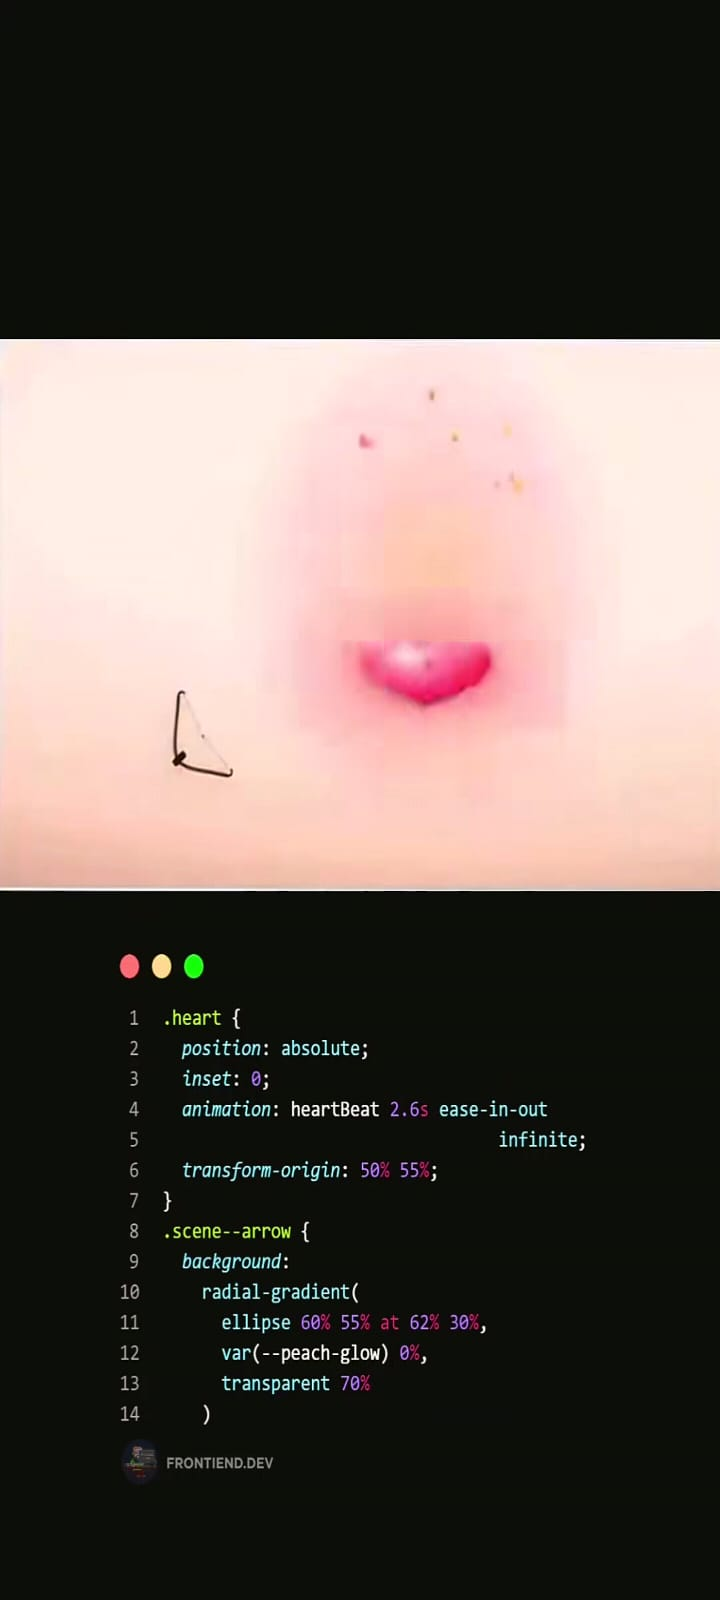 1 .heart {
2 position: absolute;
3 inset: 0;
4 animation: heartBeat 2.6s ease-in-out
5 infinite;
6 transform-origin: 50% 55%;
7 }
8 .scene--arrow {
9 background:
10 radial-gradient(
11 ellipse 60% 55% at 62% 30%,
12 var(--peach-glow) 0%,
13 transparent 70%
14 )
FRONTIEND.DEV